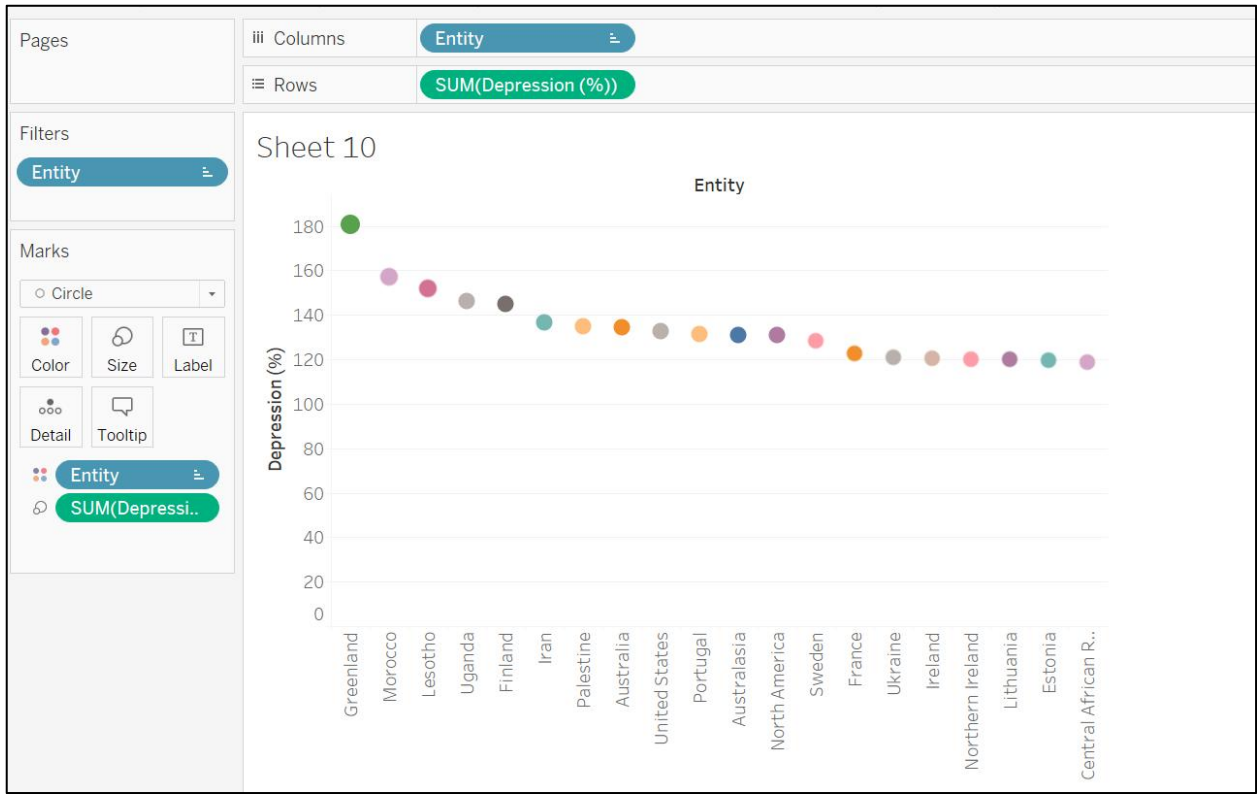 Pages
iii Columns
Entity
Rows
SUM(Depression (%))
Filters
Entity
Marks
Circle
Color
Size
T
Label
Detail
Tooltip
Entity
SUM(Depressi..
Sheet 10
Entity
Depression (%)
180
160
140
120
100
80
60
40
20
0
Greenland
Morocco
Lesotho
Uganda
Finland
Iran
Palestine
Australia
United States
Portugal
Australasia
North America
Sweden
France
Ukraine
Ireland
Northern Ireland
Lithuania
Estonia
Central African R..